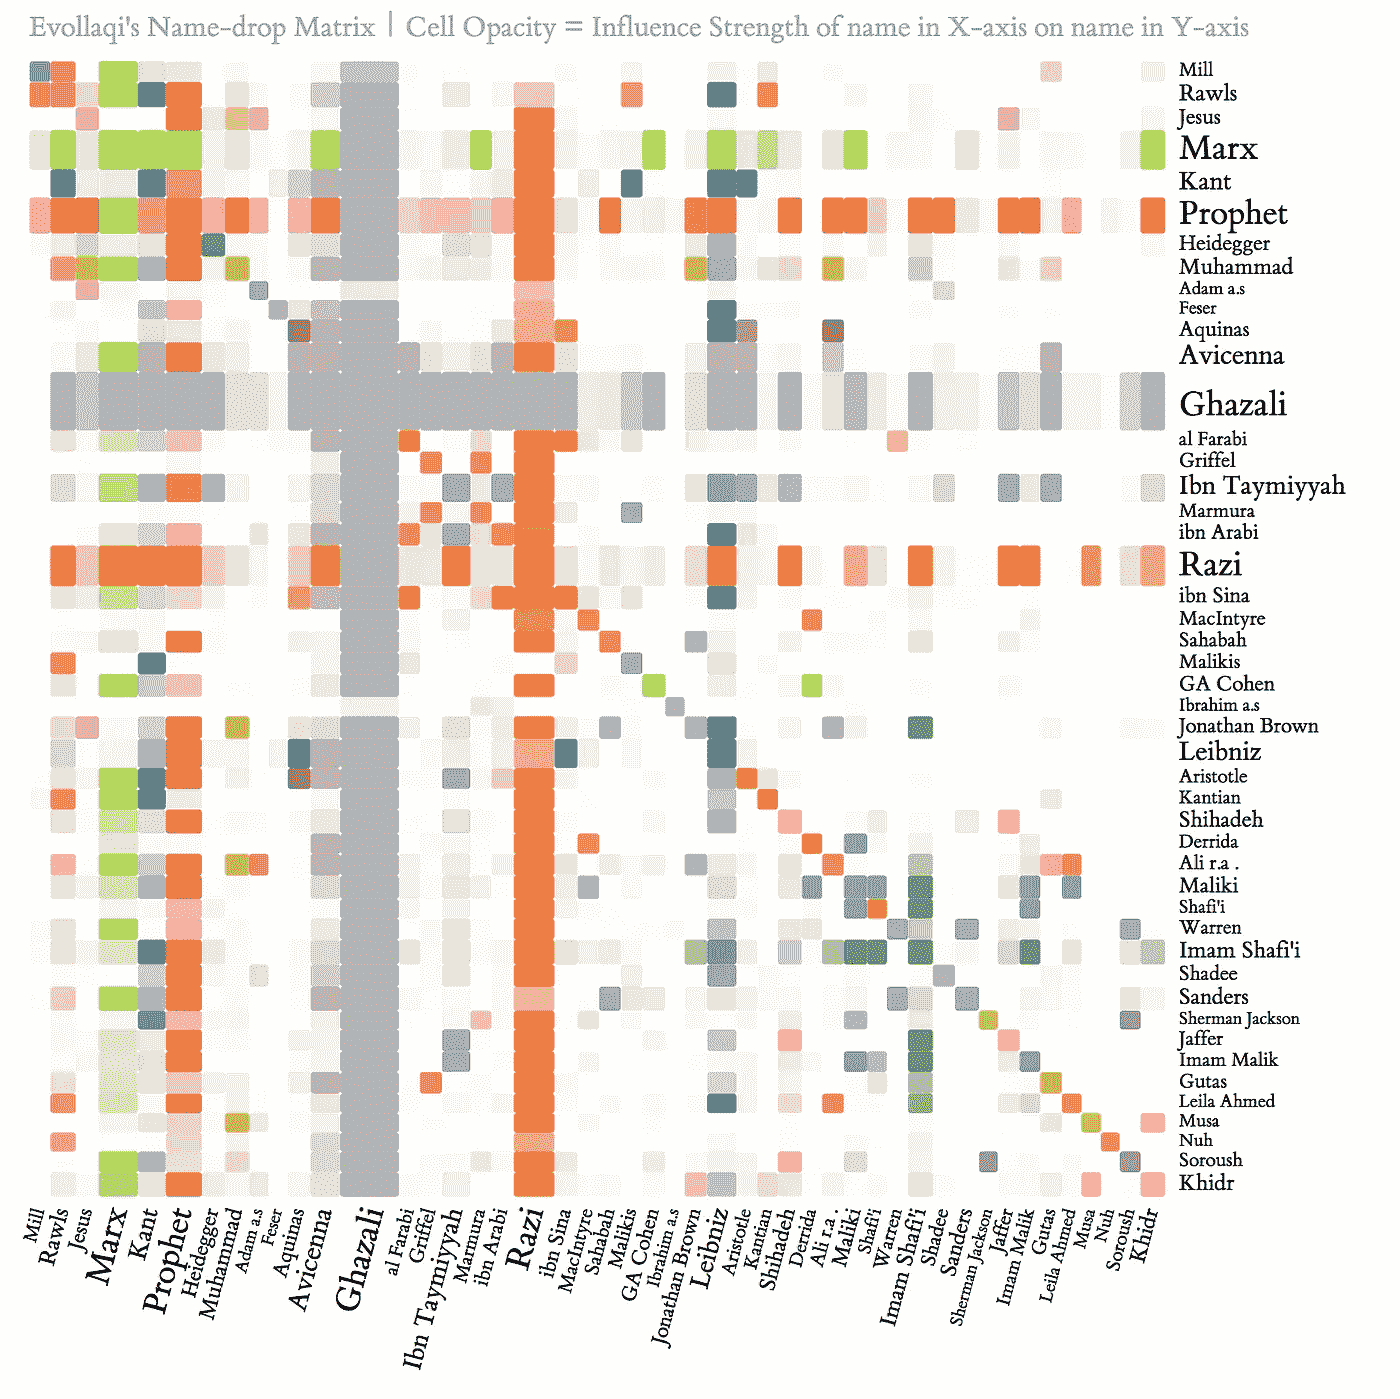 Evollaqi's Name-drop Matrix | Cell Opacity = Influence Strength of name in X-axis on name in Y-axis
Mill
Rawls
Jesus
Marx
Kant
Prophet
Heidegger
Muhammad
Adam a.s
Feser
Aquinas
Avicenna
Ghazali
al Farabi
Griffel
Ibn Taymiyyah
Marmura
ibn Arabi
Razi
ibn Sina
MacIntyre
Sahabah
Malikis
GA Cohen
Ibrahim a.s
Jonathan Brown
Leibniz
Aristotle
Kantian
Shihadeh
Derrida
Ali r.a .
Maliki
Shafi'i
Warren
Imam Shafi'i
Shadee
Sanders
Sherman Jackson
Jaffer
Imam Malik
Gutas
Leila Ahmed
Musa
Nuh
Soroush
Khidr
Mill
Rawls
Jesus
Marx
Kant
Prophet
Heidegger
Muhammad
Adam a.s
Feser
Aquinas
Avicenna
Ghazali
al Farabi
Griffel
Ibn Taymiyyah
Marmura
ibn Arabi
Razi
ibn Sina
MacIntyre
Sahabah
Malikis
GA Cohen
Ibrahim a.s
Jonathan Brown
Leibniz
Aristotle
Kantian
Shihadeh
Derrida
Ali r.a .
Maliki
Shafi'i
Warren
Imam Shafi'i
Shadee
Sanders
Sherman Jackson
Jaffer
Imam Malik
Gutas
Leila Ahmed
Musa
Nuh
Soroush
Khidr